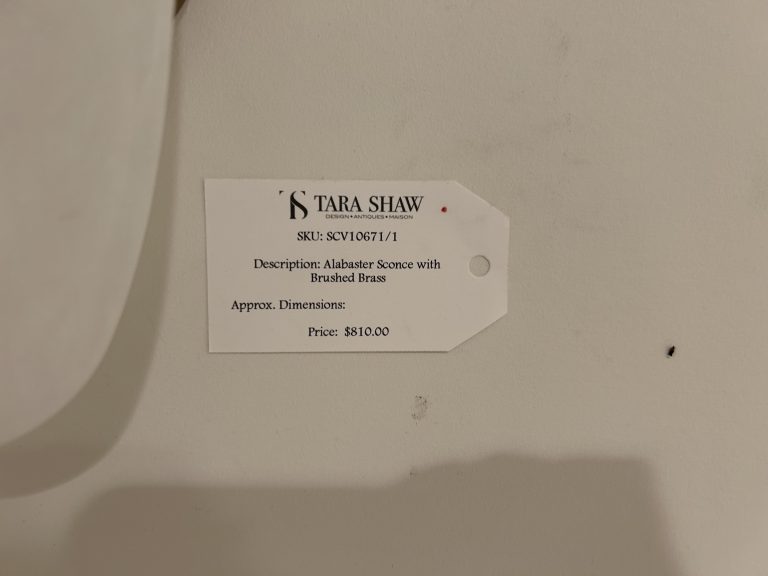 TS TARA SHAW
DESIGN • ANTIQUES • MAISON
SKU: SCV10671/1
Description: Alabaster Sconce with
Brushed Brass
Approx. Dimensions:
Price: $810.00